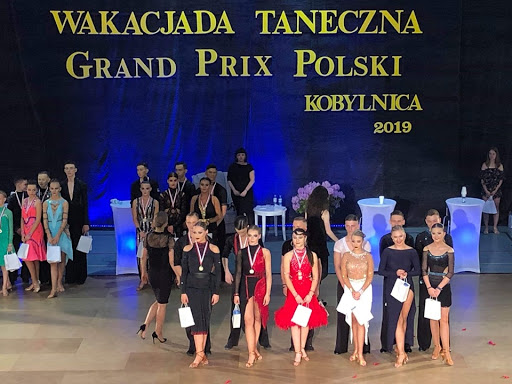 WAKACJADA TANECZNA
GRAND PRIX POLSKI
KOBYLNICA
2019